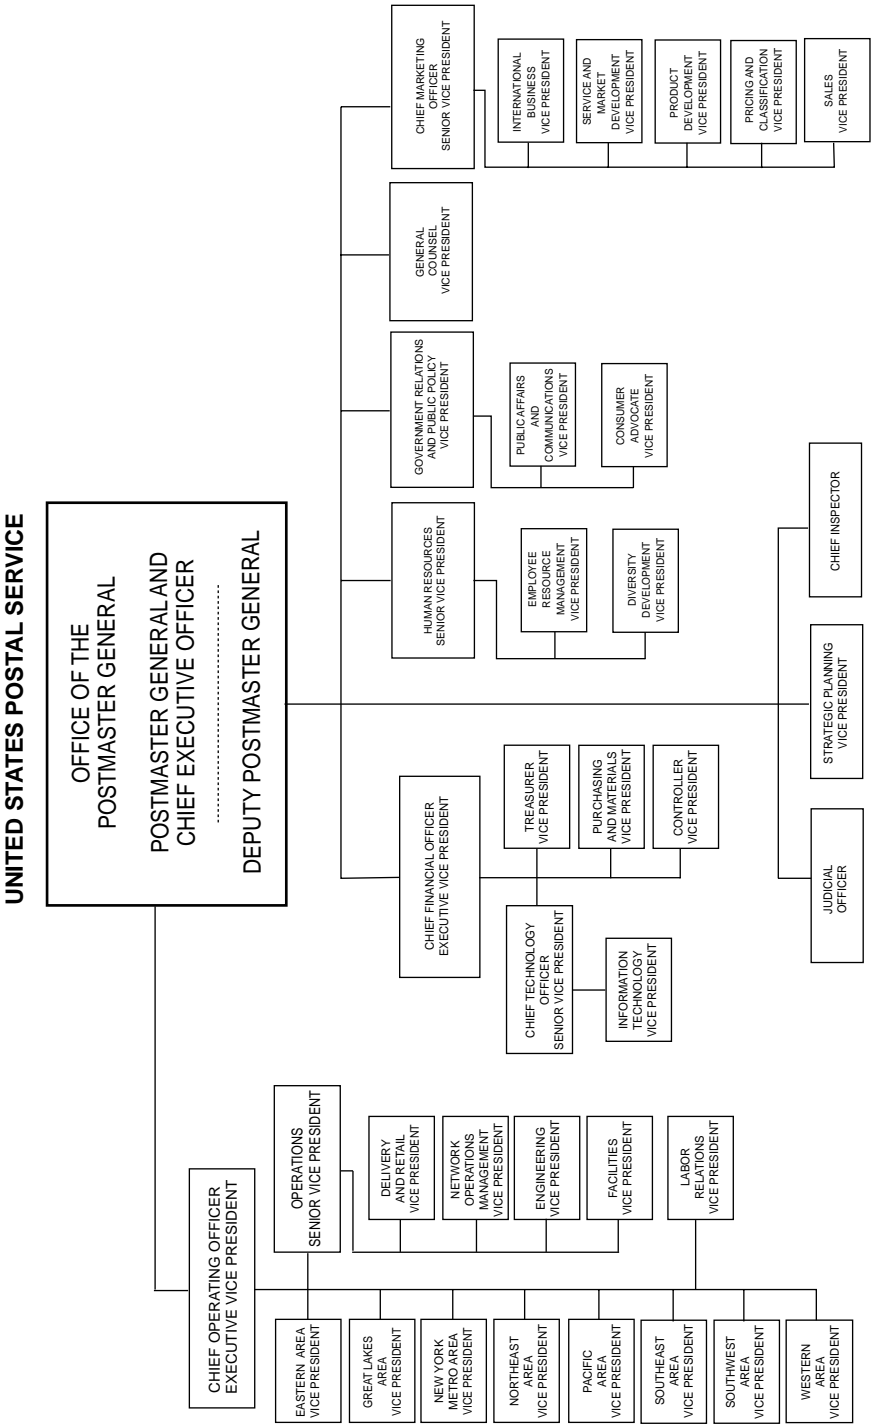 UNITED STATES POSTAL SERVICE
OFFICE OF THE
POSTMASTER GENERAL
POSTMASTER GENERAL AND
CHIEF EXECUTIVE OFFICER
DEPUTY POSTMASTER GENERAL
CHIEF OPERATING OFFICER
EXECUTIVE VICE PRESIDENT
OPERATIONS
SENIOR VICE PRESIDENT
EASTERN AREA
VICE PRESIDENT
GREAT LAKES
AREA
VICE PRESIDENT
NEW YORK
METRO AREA
VICE PRESIDENT
NORTHEAST
AREA
VICE PRESIDENT
PACIFIC
AREA
VICE PRESIDENT
SOUTHEAST
AREA
VICE PRESIDENT
SOUTHWEST
AREA
VICE PRESIDENT
WESTERN
AREA
VICE PRESIDENT
DELIVERY
AND RETAIL
VICE PRESIDENT
NETWORK
OPERATIONS
MANAGEMENT
VICE PRESIDENT
ENGINEERING
VICE PRESIDENT
FACILITIES
VICE PRESIDENT
LABOR
RELATIONS
VICE PRESIDENT
CHIEF FINANCIAL OFFICER
EXECUTIVE VICE PRESIDENT
CHIEF TECHNOLOGY
OFFICER
SENIOR VICE PRESIDENT
INFORMATION
TECHNOLOGY
VICE PRESIDENT
TREASURER
VICE PRESIDENT
PURCHASING
AND MATERIALS
VICE PRESIDENT
CONTROLLER
VICE PRESIDENT
HUMAN RESOURCES
SENIOR VICE PRESIDENT
EMPLOYEE
RESOURCE
MANAGEMENT
VICE PRESIDENT
DIVERSITY
DEVELOPMENT
VICE PRESIDENT
GOVERNMENT RELATIONS
AND PUBLIC POLICY
VICE PRESIDENT
PUBLIC AFFAIRS
AND
COMMUNICATIONS
VICE PRESIDENT
CONSUMER
ADVOCATE
VICE PRESIDENT
GENERAL
COUNSEL
VICE PRESIDENT
CHIEF MARKETING
OFFICER
SENIOR VICE PRESIDENT
INTERNATIONAL
BUSINESS
VICE PRESIDENT
SERVICE AND
MARKET
DEVELOPMENT
VICE PRESIDENT
PRODUCT
DEVELOPMENT
VICE PRESIDENT
PRICING AND
CLASSIFICATION
VICE PRESIDENT
SALES
VICE PRESIDENT
JUDICIAL
OFFICER
STRATEGIC PLANNING
VICE PRESIDENT
CHIEF INSPECTOR